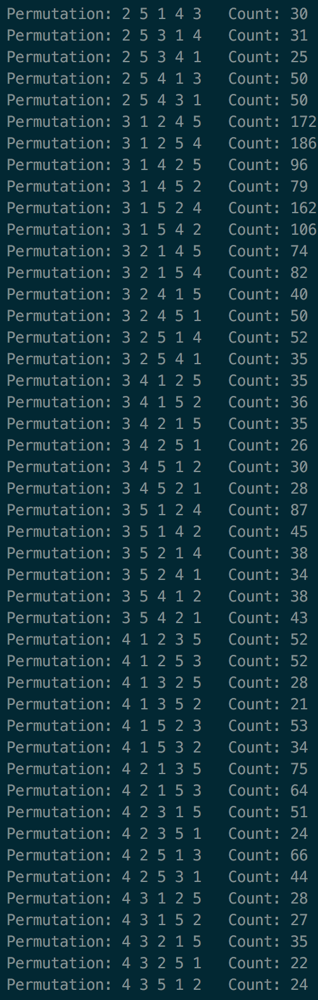 Permutation: 2 5 1 4 3   Count: 30
Permutation: 2 5 3 1 4   Count: 31
Permutation: 2 5 3 4 1   Count: 25
Permutation: 2 5 4 1 3   Count: 50
Permutation: 2 5 4 3 1   Count: 50
Permutation: 3 1 2 4 5   Count: 172
Permutation: 3 1 2 5 4   Count: 186
Permutation: 3 1 4 2 5   Count: 96
Permutation: 3 1 4 5 2   Count: 79
Permutation: 3 1 5 2 4   Count: 162
Permutation: 3 1 5 4 2   Count: 106
Permutation: 3 2 1 4 5   Count: 74
Permutation: 3 2 1 5 4   Count: 82
Permutation: 3 2 4 1 5   Count: 40
Permutation: 3 2 4 5 1   Count: 50
Permutation: 3 2 5 1 4   Count: 52
Permutation: 3 2 5 4 1   Count: 35
Permutation: 3 4 1 2 5   Count: 35
Permutation: 3 4 1 5 2   Count: 36
Permutation: 3 4 2 1 5   Count: 35
Permutation: 3 4 2 5 1   Count: 26
Permutation: 3 4 5 1 2   Count: 30
Permutation: 3 4 5 2 1   Count: 28
Permutation: 3 5 1 2 4   Count: 87
Permutation: 3 5 1 4 2   Count: 45
Permutation: 3 5 2 1 4   Count: 38
Permutation: 3 5 2 4 1   Count: 34
Permutation: 3 5 4 1 2   Count: 38
Permutation: 3 5 4 2 1   Count: 43
Permutation: 4 1 2 3 5   Count: 52
Permutation: 4 1 2 5 3   Count: 52
Permutation: 4 1 3 2 5   Count: 28
Permutation: 4 1 3 5 2   Count: 21
Permutation: 4 1 5 2 3   Count: 53
Permutation: 4 1 5 3 2   Count: 34
Permutation: 4 2 1 3 5   Count: 75
Permutation: 4 2 1 5 3   Count: 64
Permutation: 4 2 3 1 5   Count: 51
Permutation: 4 2 3 5 1   Count: 24
Permutation: 4 2 5 1 3   Count: 66
Permutation: 4 2 5 3 1   Count: 44
Permutation: 4 3 1 2 5   Count: 28
Permutation: 4 3 1 5 2   Count: 27
Permutation: 4 3 2 1 5   Count: 35
Permutation: 4 3 2 5 1   Count: 22
Permutation: 4 3 5 1 2   Count: 24